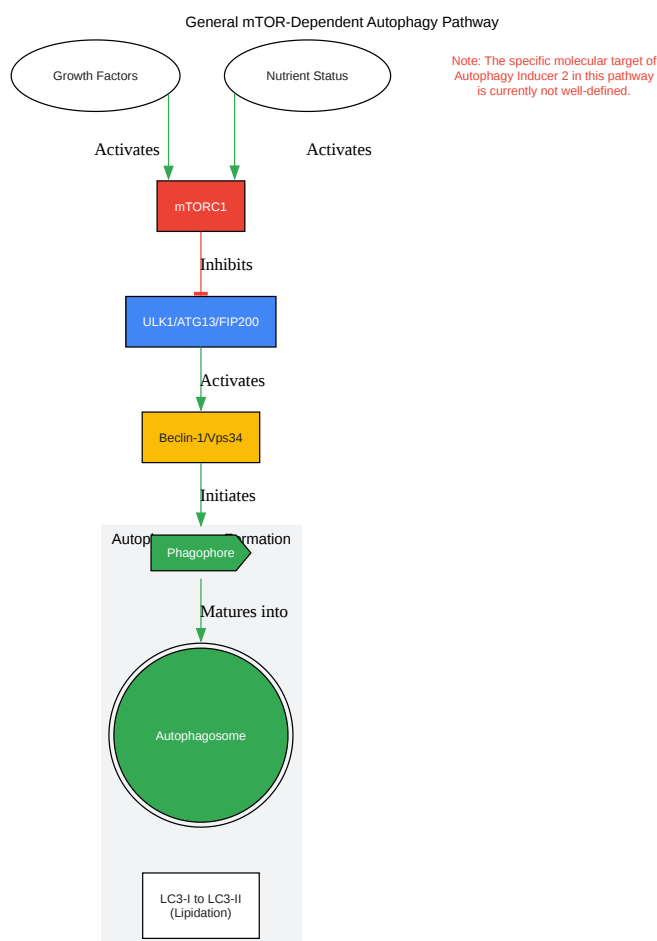 General mTOR-Dependent Autophagy Pathway
Growth Factors
Nutrient Status
Note: The specific molecular target of
Autophagy Inducer 2 in this pathway
is currently not well-defined.
Activates
Activates
mTORC1
Inhibits
ULK1/ATG13/FIP200
Activates
Beclin-1/Vps34
Initiates
Formation
Phagophore
Matures into
Autophagosome
LC3-I to LC3-II
(Lipidation)